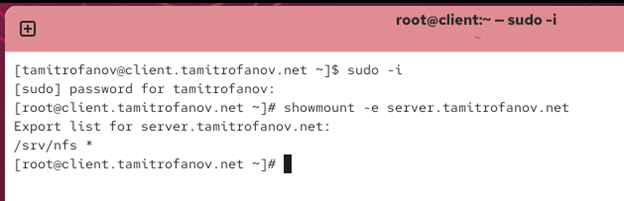 root@client:~ — sudo -i
~
[tamitrofanov@client.tamitrofanov.net ~]$ sudo -i
[sudo] password for tamitrofanov:
[root@client.tamitrofanov.net ~]# showmount -e server.tamitrofanov.net
Export list for server.tamitrofanov.net:
/srv/nfs *
[root@client.tamitrofanov.net ~]#